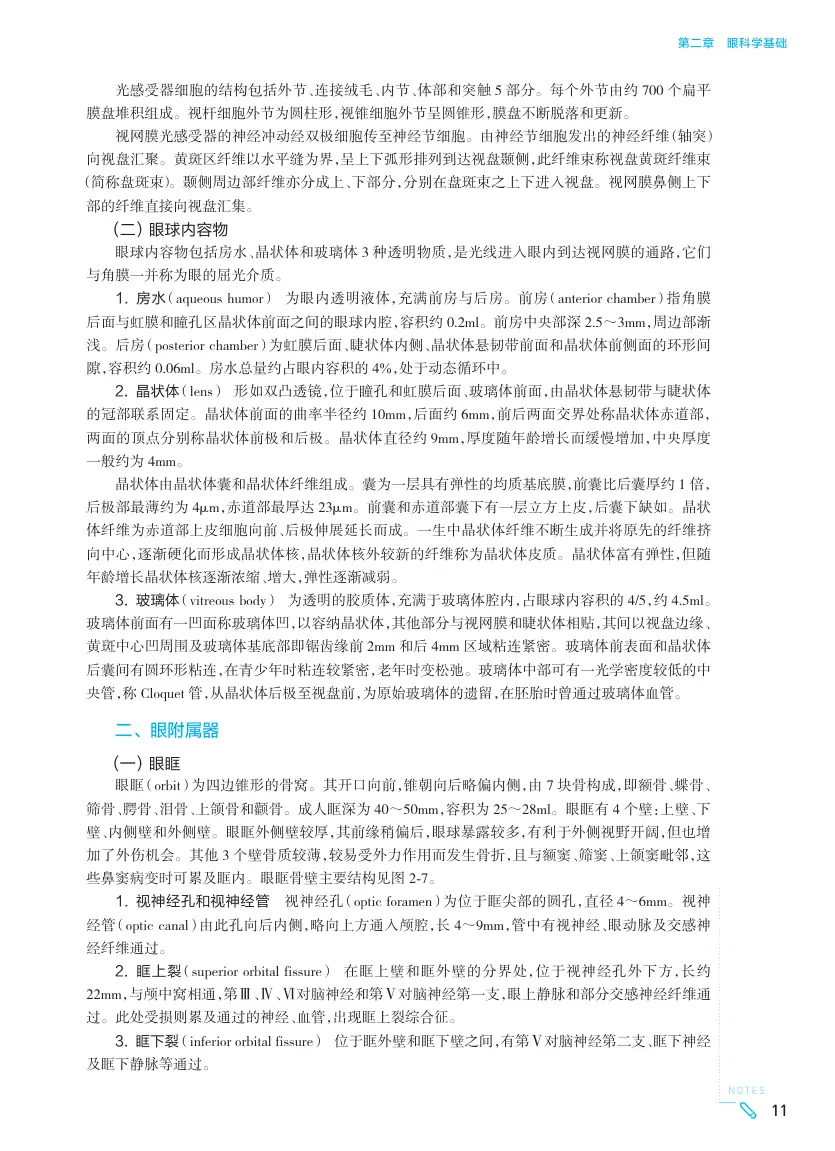 第二章　眼科学基础
光感受器细胞的结构包括外节、连接绒毛、内节、体部和突触 5 部分。每个外节由约 700 个扁平
膜盘堆积组成。视杆细胞外节为圆柱形,视锥细胞外节呈圆锥形,膜盘不断脱落和更新。
视网膜光感受器的神经冲动经双极细胞传至神经节细胞。由神经节细胞发出的神经纤维(轴突)
向视盘汇聚。黄斑区纤维以水平缝为界,呈上下弧形排列到达视盘颞侧,此纤维束称视盘黄斑纤维束
(简称盘斑束)。颞侧周边部纤维亦分成上、下部分,分别在盘斑束之上下进入视盘。视网膜鼻侧上下
部的纤维直接向视盘汇集。
(二)眼球内容物
眼球内容物包括房水、晶状体和玻璃体 3 种透明物质,是光线进入眼内到达视网膜的通路,它们
与角膜一并称为眼的屈光介质。
1. 房水(aqueous humor)　为眼内透明液体,充满前房与后房。前房(anterior chamber)指角膜
后面与虹膜和瞳孔区晶状体前面之间的眼球内腔,容积约 0.2ml。前房中央部深 2.5～3mm,周边部渐
浅。后房(posterior chamber)为虹膜后面、睫状体内侧、晶状体悬韧带前面和晶状体前侧面的环形间
隙,容积约 0.06ml。房水总量约占眼内容积的 4%,处于动态循环中。
2. 晶状体(lens)　形如双凸透镜,位于瞳孔和虹膜后面、玻璃体前面,由晶状体悬韧带与睫状体
的冠部联系固定。晶状体前面的曲率半径约 10mm,后面约 6mm,前后两面交界处称晶状体赤道部,
两面的顶点分别称晶状体前极和后极。晶状体直径约 9mm,厚度随年龄增长而缓慢增加,中央厚度
一般约为 4mm。
晶状体由晶状体囊和晶状体纤维组成。囊为一层具有弹性的均质基底膜,前囊比后囊厚约 1 倍,
后极部最薄约为 4μm,赤道部最厚达 23μm。前囊和赤道部囊下有一层立方上皮,后囊下缺如。晶状
体纤维为赤道部上皮细胞向前、后极伸展延长而成。一生中晶状体纤维不断生成并将原先的纤维挤
向中心,逐渐硬化而形成晶状体核,晶状体核外较新的纤维称为晶状体皮质。晶状体富有弹性,但随
年龄增长晶状体核逐渐浓缩、增大,弹性逐渐减弱。
3. 玻璃体(vitreous body)　为透明的胶质体,充满于玻璃体腔内,占眼球内容积的 4/5,约 4.5ml。
玻璃体前面有一凹面称玻璃体凹,以容纳晶状体,其他部分与视网膜和睫状体相贴,其间以视盘边缘、
黄斑中心凹周围及玻璃体基底部即锯齿缘前 2mm 和后 4mm 区域粘连紧密。玻璃体前表面和晶状体
后囊间有圆环形粘连,在青少年时粘连较紧密,老年时变松弛。玻璃体中部可有一光学密度较低的中
央管,称 Cloquet 管,从晶状体后极至视盘前,为原始玻璃体的遗留,在胚胎时曾通过玻璃体血管。
二、眼附属器
(一)眼眶
眼眶(orbit)为四边锥形的骨窝。其开口向前,锥朝向后略偏内侧,由 7 块骨构成,即额骨、蝶骨、
筛骨、腭骨、泪骨、上颌骨和颧骨。成人眶深为 40～50mm,容积为 25～28ml。眼眶有 4 个壁:上壁、下
壁、内侧壁和外侧壁。眼眶外侧壁较厚,其前缘稍偏后,眼球暴露较多,有利于外侧视野开阔,但也增
加了外伤机会。其他 3 个壁骨质较薄,较易受外力作用而发生骨折,且与额窦、筛窦、上颌窦毗邻,这
些鼻窦病变时可累及眶内。眼眶骨壁主要结构见图 2-7。
1. 视神经孔和视神经管　视神经孔(optic foramen)为位于眶尖部的圆孔,直径 4～6mm。视神
经管(optic canal)由此孔向后内侧,略向上方通入颅腔,长 4～9mm,管中有视神经、眼动脉及交感神
经纤维通过。
2. 眶上裂(superior orbital fissure)　在眶上壁和眶外壁的分界处,位于视神经孔外下方,长约
22mm,与颅中窝相通,第Ⅲ、Ⅳ、Ⅵ对脑神经和第Ⅴ对脑神经第一支,眼上静脉和部分交感神经纤维通
过。此处受损则累及通过的神经、血管,出现眶上裂综合征。
3. 眶下裂(inferior orbital fissure)　位于眶外壁和眶下壁之间,有第Ⅴ对脑神经第二支、眶下神经
及眶下静脉等通过。
NOTES
11